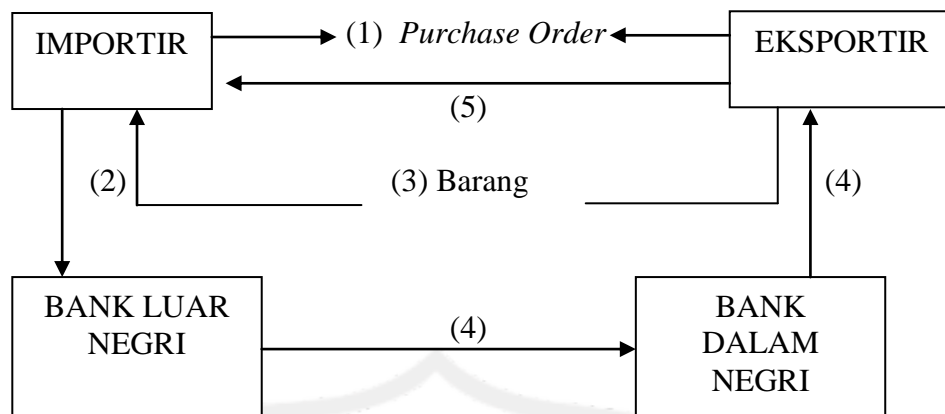 IMPORTIR
(1) Purchase Order
EKSPORTIR
(5)
(2)
(3) Barang
(4)
BANK LUAR
NEGRI
(4)
BANK
DALAM
NEGRI